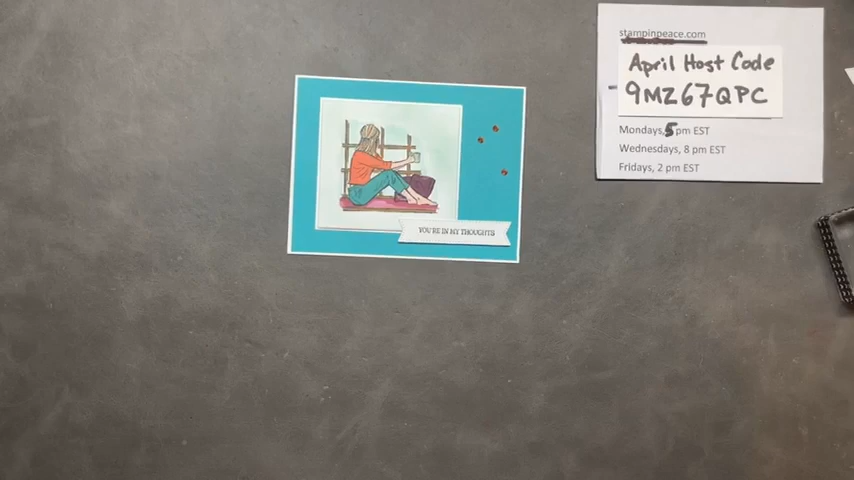 stampinpeace.com
April Host Code
9MZ67QPC
Mondays, 5 pm EST
Wednesdays, 8 pm EST
Fridays, 2 pm EST
YOU'RE IN MY THOUGHTS